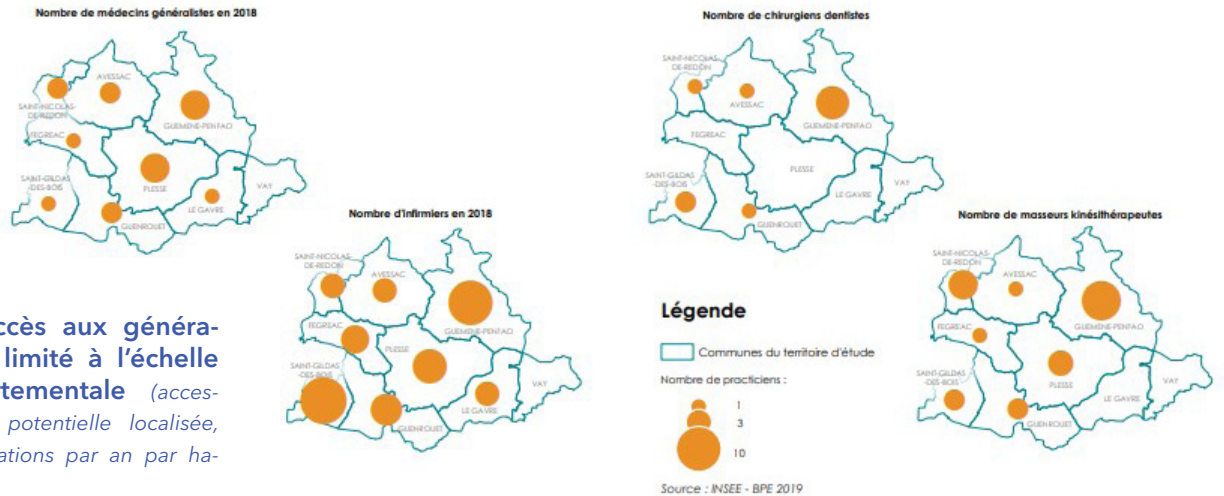 Nombre de médecins généralistes en 2018
AVESSAC
SAINT-NICOLAS-
DE-REDON
GUEMENE-PENFAO
FEGREAC
SAINT-GILDAS
-DES-BOIS
PLESSE
VAY
LE GAVRE
GUENROUET
Nombre de chirurgiens dentistes
SAINT-NICOLAS-
DE-REDON
AVESSAC
GUEMENE-PENFAO
FEGREAC
PLESSE
SAINT-GILDAS
-DES-BOIS
VAY
LE GAVRE
GUENROUET
Nombre d'infirmiers en 2018
SAINT-NICOLAS-
DE-REDON
AVESSAC
GUEMENE-PENFAO
FEGREAC
PLESSE
SAINT-GILDAS
-DES-BOIS
VAY
LE GAVRE
GUENROUET
Nombre de masseurs kinésithérapeutes
SAINT-NICOLAS-
DE-REDON
AVESSAC
GUEMENE-PENFAO
FEGREAC
SAINT-GILDAS
-DES-BOIS
PLESSE
VAY
LE GAVRE
GUENROUET
ccès aux généra-
limité à l'échelle
tementale (acces-
potentielle localisée,
ations par an par ha-
Légende
Communes du territoire d'étude
Nombre de practiciens :
1
3
10
Source : INSEE - BPE 2019